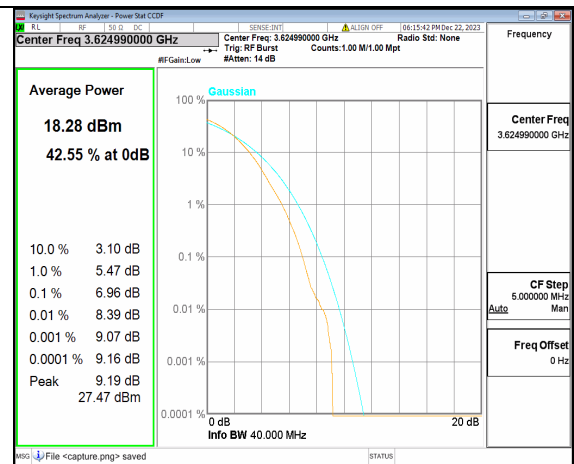 Keysight Spectrum Analyzer - Power Stat CCDF
RL RF 50 Ω DC SENSE:INT ALIGN OFF 06:15:42 PM Dec 22, 2023
Center Freq 3.624990000 GHz
Center Freq: 3.624990000 GHz Radio Std: None
Trig: RF Burst Counts:1.00 M/1.00 Mpt
#IFGain:Low #Atten: 14 dB
Frequency
Average Power
18.28 dBm
42.55 % at 0dB
10.0 % 3.10 dB
1.0 % 5.47 dB
0.1 % 6.96 dB
0.01 % 8.39 dB
0.001 % 9.07 dB
0.0001 % 9.16 dB
Peak 9.19 dB
27.47 dBm
Gaussian
100 %
10 %
1 %
0.1 %
0.01 %
0.001 %
0.0001 %
0 dB 20 dB
Info BW 40.000 MHz
Center Freq
3.624990000 GHz
CF Step
5.000000 MHz
Auto Man
Freq Offset
0 Hz
MSG File <capture.png> saved STATUS